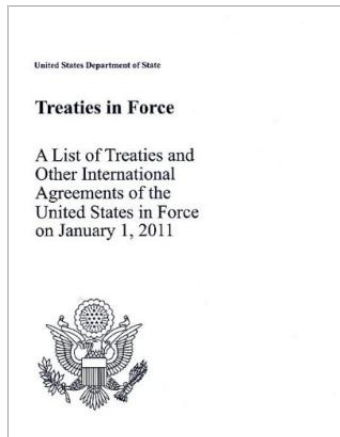 United States Department of State
Treaties in Force
A List of Treaties and
Other International
Agreements of the
United States in Force
on January 1, 2011